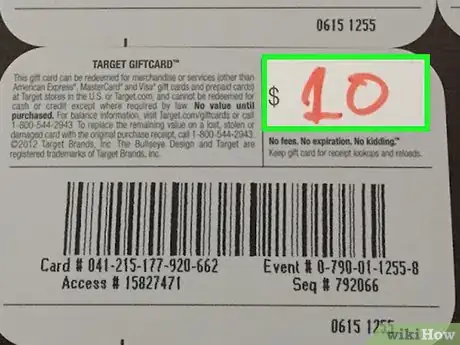 0615 1255
TARGET GIFTCARD™
This gift card can be redeemed for merchandise or services (other than
American Express®, MasterCard® and Visa® gift cards and prepaid cards)
at Target stores in the U.S. or Target.com, and cannot be redeemed for
cash or credit except where required by law. No value until
purchased. For balance information, visit Target.com/giftcards or call
1-800-544-2943. To replace the remaining value on a lost, stolen or
damaged card with the original purchase receipt, call 1-800-544-2943.
©2012 Target Brands, Inc. The Bullseye Design and Target are
registered trademarks of Target Brands, Inc.
$ 10
No fees. No expiration. No kidding.™
Keep gift card for receipt lookups and reloads.
Card # 041-215-177-920-662
Access # 15827471
Event # 0-790-01-1255-8
Seq # 792066
0615 1255
wikiHow